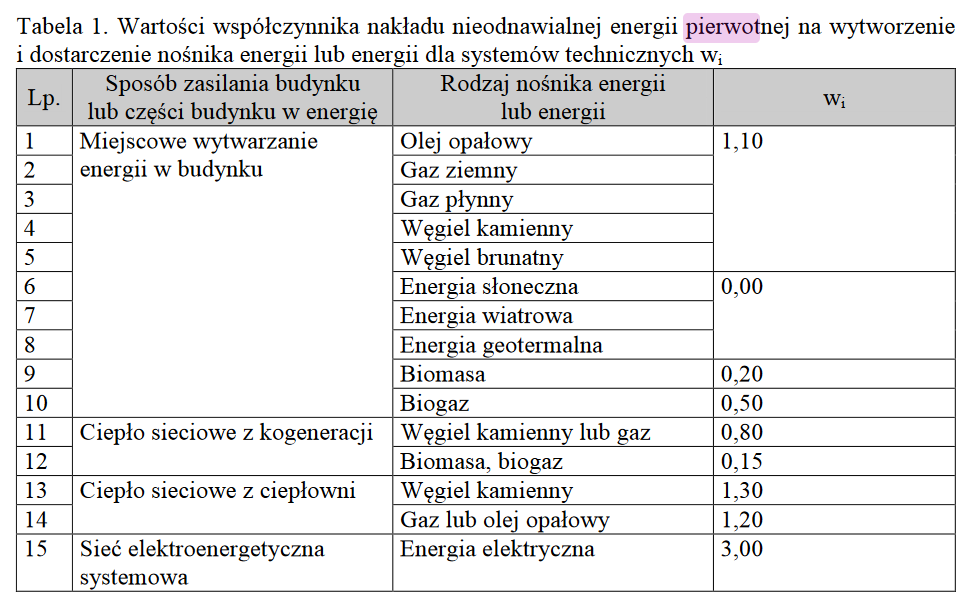 Tabela 1. Wartości współczynnika nakładu nieodnawialnej energii pierwotnej na wytworzenie
i dostarczenie nośnika energii lub energii dla systemów technicznych wi
Lp.
Sposób zasilania budynku
lub części budynku w energię
Rodzaj nośnika energii
lub energii
wi
1 Miejscowe wytwarzanie Olej opałowy 1,10
2 energii w budynku Gaz ziemny
3 Gaz płynny
4 Węgiel kamienny
5 Węgiel brunatny
6 Energia słoneczna 0,00
7 Energia wiatrowa
8 Energia geotermalna
9 Biomasa 0,20
10 Biogaz 0,50
11 Ciepło sieciowe z kogeneracji Węgiel kamienny lub gaz 0,80
12 Biomasa, biogaz 0,15
13 Ciepło sieciowe z ciepłowni Węgiel kamienny 1,30
14 Gaz lub olej opałowy 1,20
15 Sieć elektroenergetyczna Energia elektryczna 3,00
systemowa